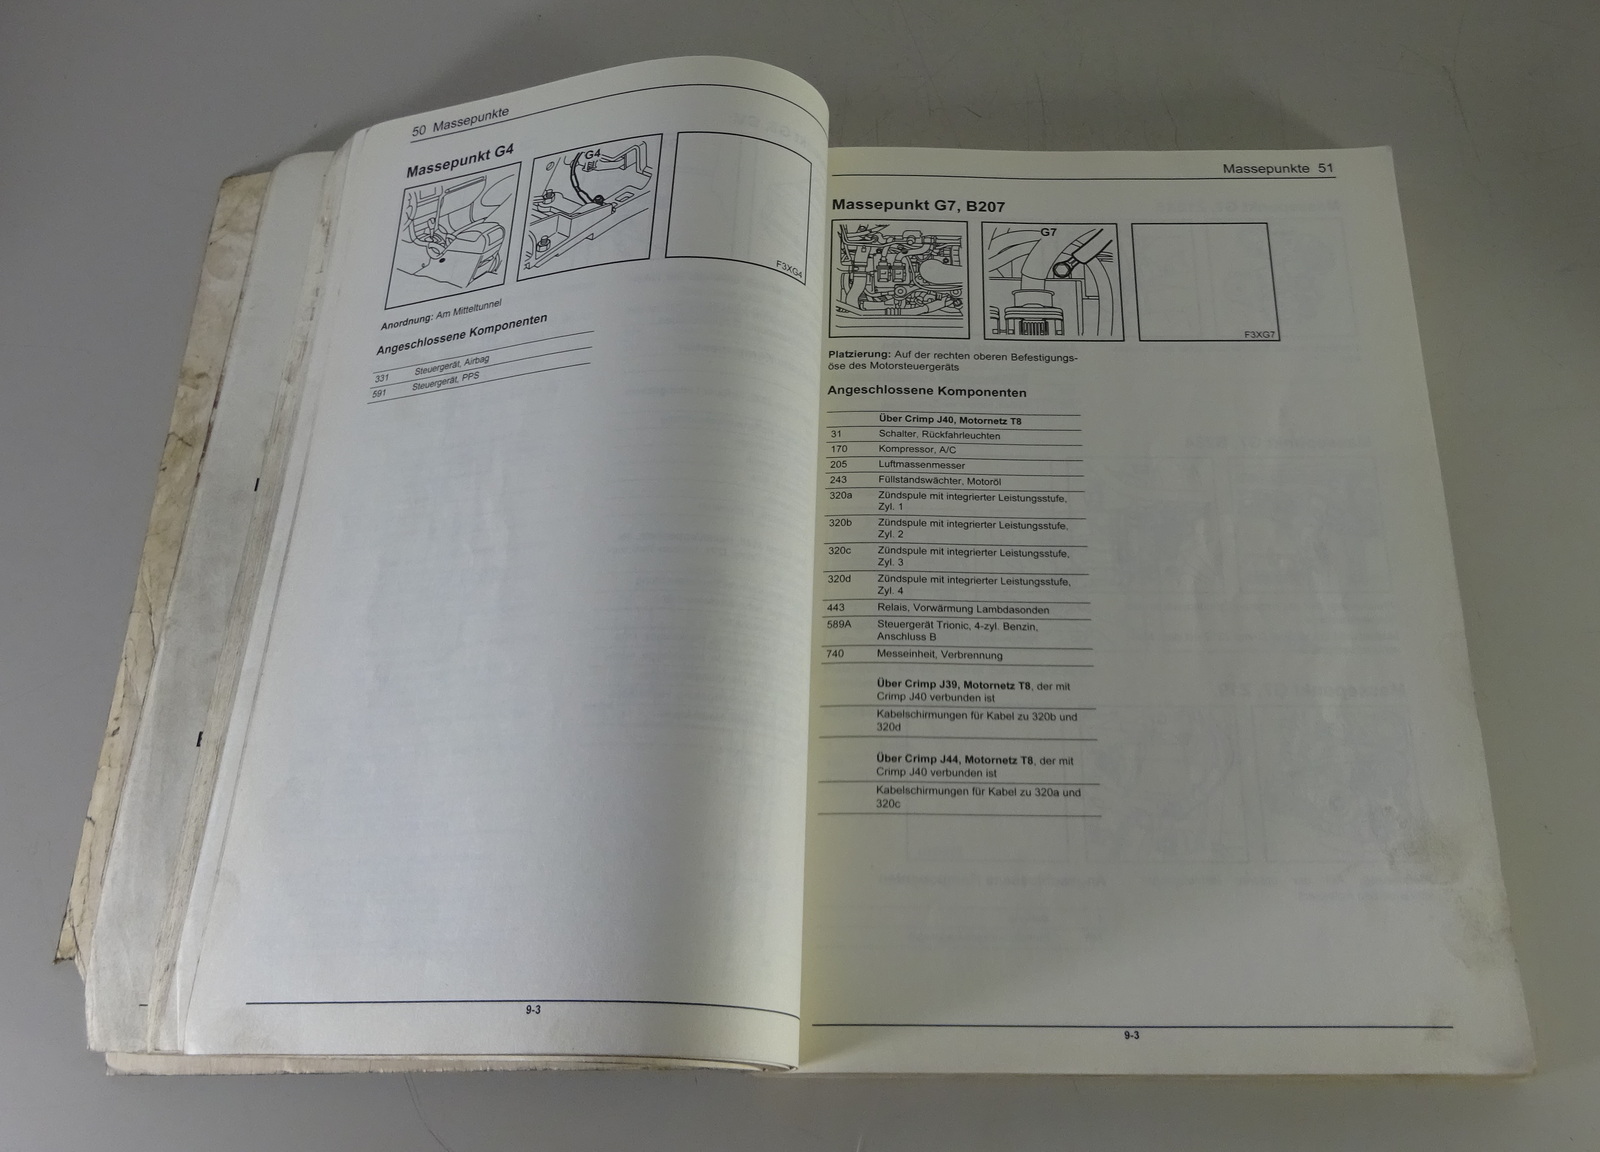 50 Massepunkte
Massepunkt G4
G4
F3XG4
Anordnung: Am Mitteltunnel
Angeschlossene Komponenten
331 Steuergerät, Airbag
591 Steuergerät, PPS
9-3
Massepunkte 51
Massepunkt G7, B207
G7
F3XG7
Platzierung: Auf der rechten oberen Befestigungs-
öse des Motorsteuergeräts
Angeschlossene Komponenten
Über Crimp J40, Motornetz T8
31 Schalter, Rückfahrleuchten
170 Kompressor, A/C
205 Luftmassenmesser
243 Füllstandswächter, Motoröl
320a Zündspule mit integrierter Leistungsstufe,
Zyl. 1
320b Zündspule mit integrierter Leistungsstufe,
Zyl. 2
320c Zündspule mit integrierter Leistungsstufe,
Zyl. 3
320d Zündspule mit integrierter Leistungsstufe,
Zyl. 4
443 Relais, Vorwärmung Lambdasonden
589A Steuergerät Trionic, 4-zyl. Benzin,
Anschluss B
740 Messeinheit, Verbrennung
Über Crimp J39, Motornetz T8, der mit
Crimp J40 verbunden ist
Kabelschirmungen für Kabel zu 320b und
320d
Über Crimp J44, Motornetz T8, der mit
Crimp J40 verbunden ist
Kabelschirmungen für Kabel zu 320a und
320c
9-3